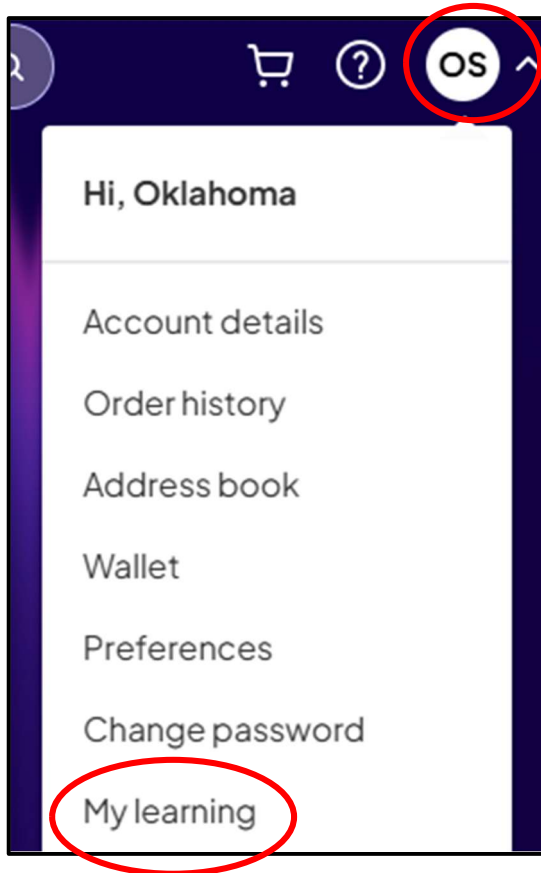 OS
Hi, Oklahoma
Account details
Order history
Address book
Wallet
Preferences
Change password
My learning